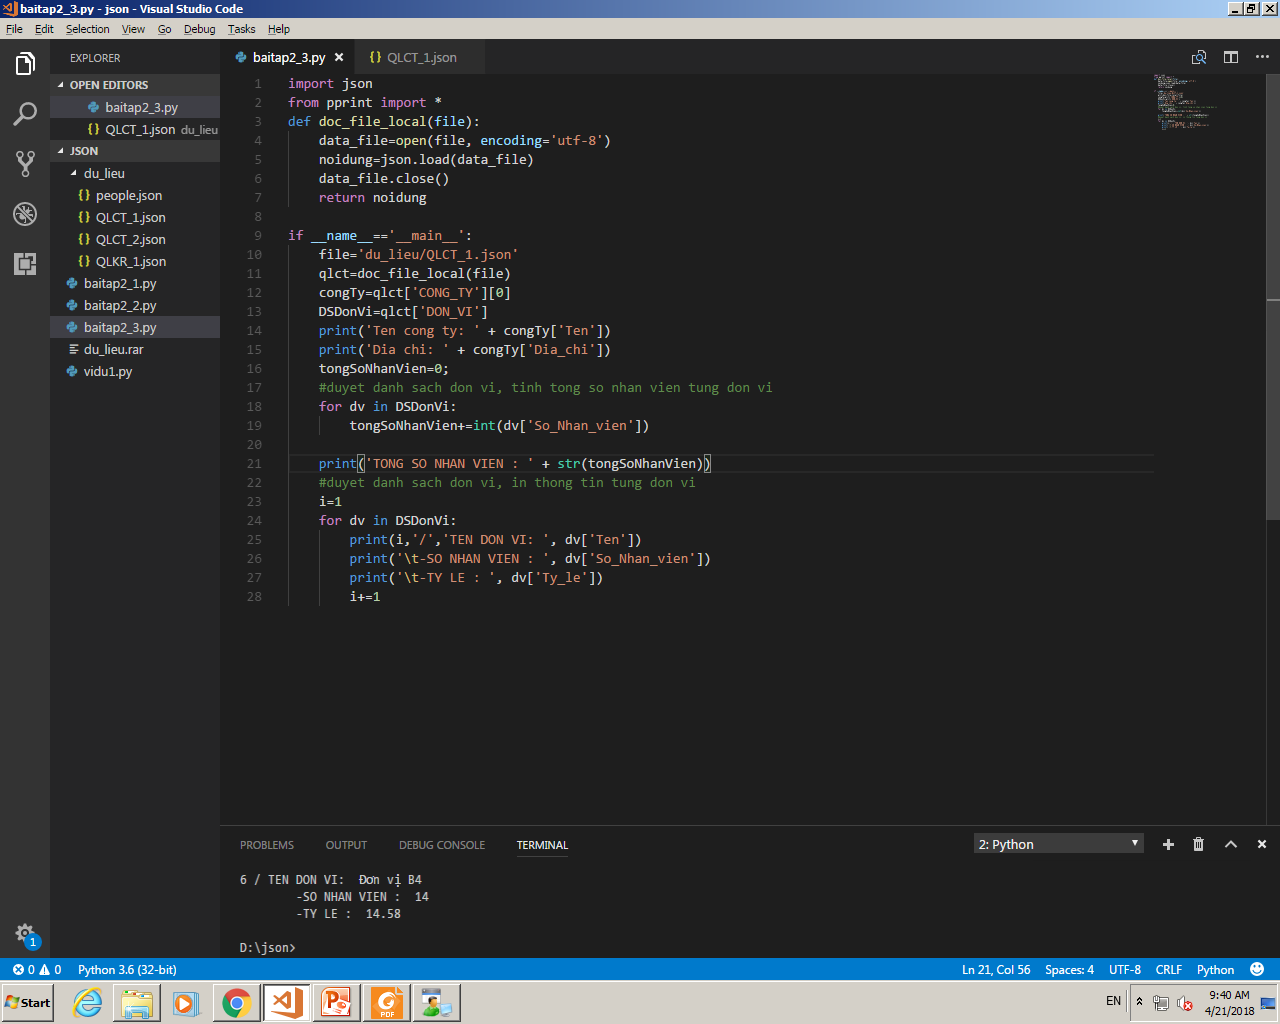 baitap2_3.py - json - Visual Studio Code
File Edit Selection View Go Debug Tasks Help
EXPLORER
OPEN EDITORS
baitap2_3.py
QLCT_1.json du_lieu
JSON
du_lieu
people.json
QLCT_1.json
QLCT_2.json
QLKR_1.json
baitap2_1.py
baitap2_2.py
baitap2_3.py
du_lieu.rar
vidu1.py
1
baitap2_3.py QLCT_1.json
1 import json
2 from pprint import *
3 def doc_file_local(file):
4 data_file=open(file, encoding='utf-8')
5 noidung=json.load(data_file)
6 data_file.close()
7 return noidung
8
9 if __name__=='__main__':
10 file='du_lieu/QLCT_1.json'
11 qlct=doc_file_local(file)
12 congTy=qlct['CONG_TY'][0]
13 DSDonVi=qlct['DON_VI']
14 print('Ten cong ty: ' + congTy['Ten'])
15 print('Dia chi: ' + congTy['Dia_chi'])
16 tongSoNhanVien=0;
17 #duyet danh sach don vi, tinh tong so nhan vien tung don vi
18 for dv in DSDonVi:
19 tongSoNhanVien+=int(dv['So_Nhan_vien'])
20
21 print('TONG SO NHAN VIEN : ' + str(tongSoNhanVien))
22 #duyet danh sach don vi, in thong tin tung don vi
23 i=1
24 for dv in DSDonVi:
25 print(i,'/','TEN DON VI: ', dv['Ten'])
26 print('\t-SO NHAN VIEN : ', dv['So_Nhan_vien'])
27 print('\t-TY LE : ', dv['Ty_le'])
28 i+=1
PROBLEMS OUTPUT DEBUG CONSOLE TERMINAL 2: Python
6 / TEN DON VI:  Đơn vị B4
-SO NHAN VIEN :  14
-TY LE :  14.58
D:\json>
0 0 Python 3.6 (32-bit) Ln 21, Col 56 Spaces: 4 UTF-8 CRLF Python
Start PDF EN 9:40 AM
4/21/2018